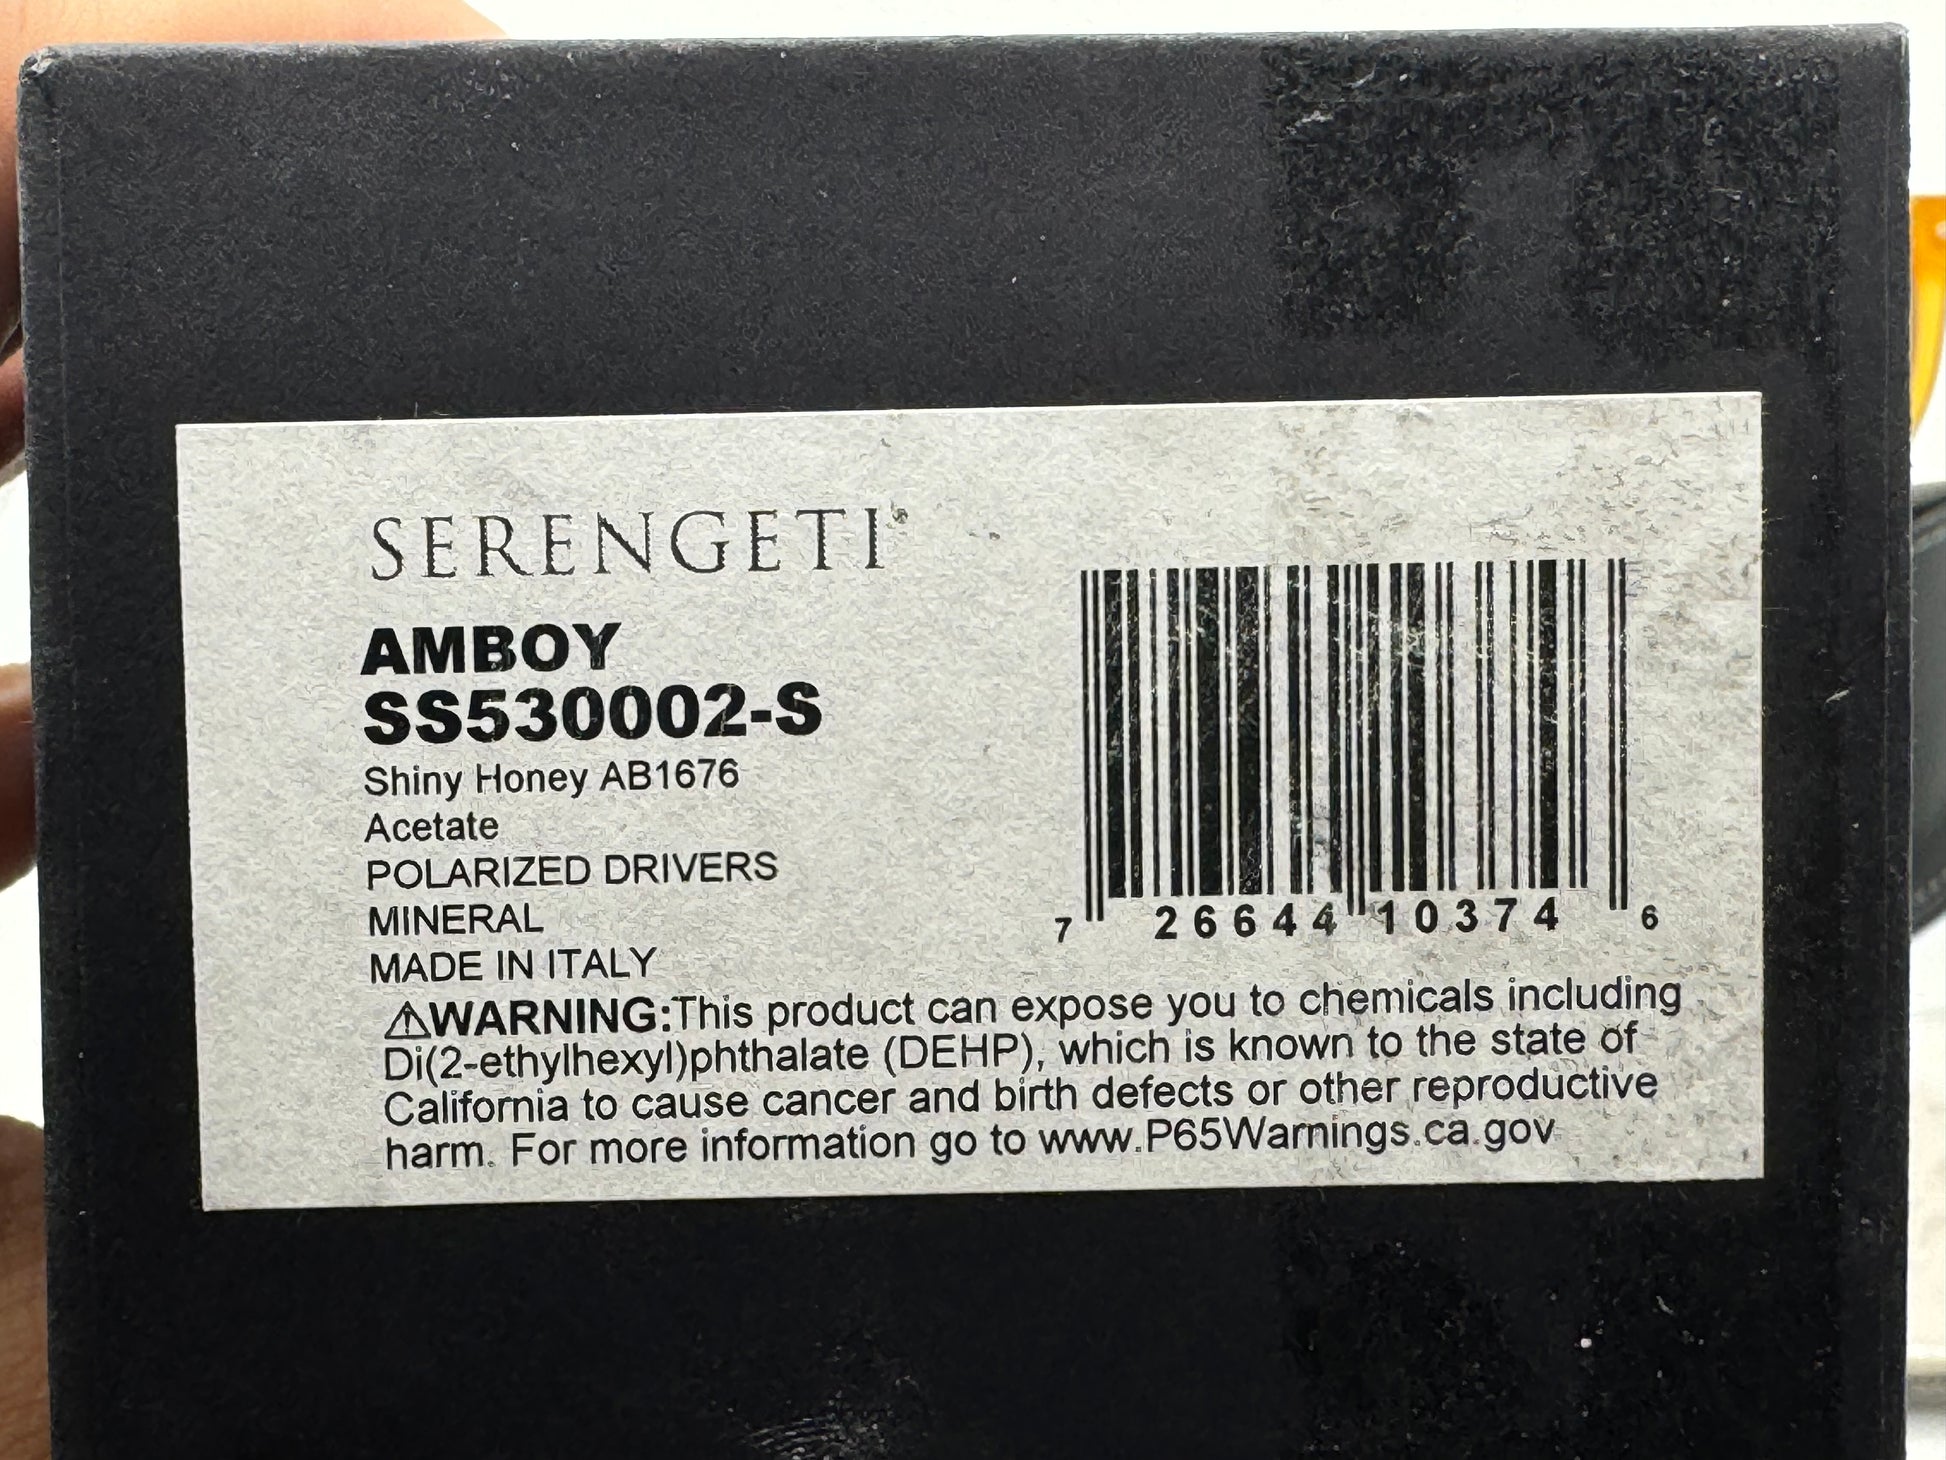 SERENGETI
AMBOY
SS530002-S
Shiny Honey AB1676
Acetate
POLARIZED DRIVERS
MINERAL
MADE IN ITALY
7 26644 10374 6
⚠WARNING:This product can expose you to chemicals including
Di(2-ethylhexyl)phthalate (DEHP), which is known to the state of
California to cause cancer and birth defects or other reproductive
harm. For more information go to www.P65Warnings.ca.gov